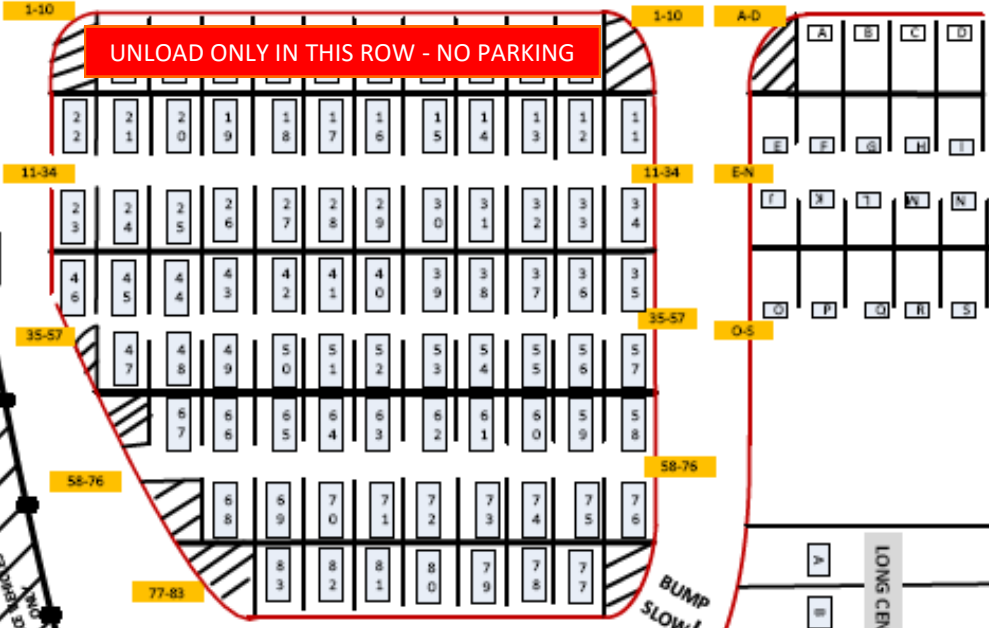 1-10 1-10 A-D
A B C D
UNLOAD ONLY IN THIS ROW - NO PARKING
22 21 20 19 18 17 16 15 14 13 12 11
E F G H I
11-34 11-34 E-N
23 24 25 26 27 28 29 30 31 32 33 34
J K L M N
46 45 44 43 42 41 40 39 38 37 36 35
O P Q R S
35-57 35-57 O-S
47 48 49 50 51 52 53 54 55 56 57
67 66 65 64 63 62 61 60 59 58
58-76 58-76
68 69 70 71 72 73 74 75 76
83 82 81 80 79 78 77
77-83
A
B
LONG CEN
BUMP
SLOW!
ONLY